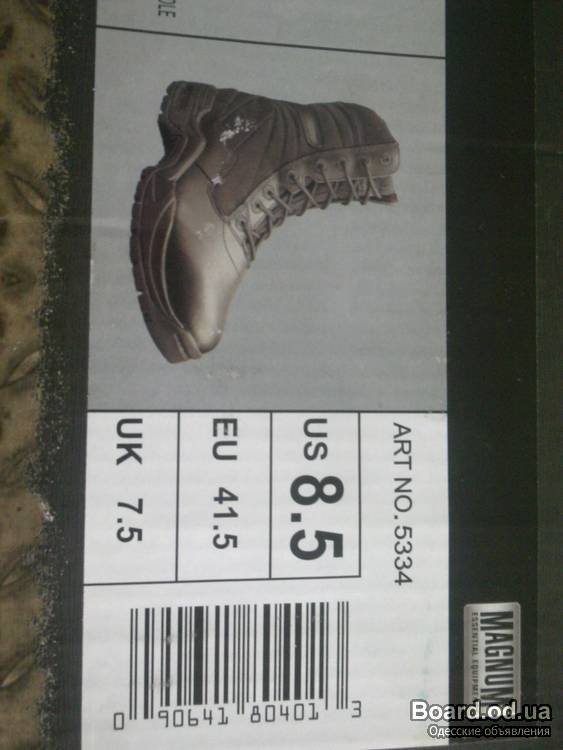 OLE
ART NO. 5334
US 8.5
EU 41.5
UK 7.5
0 90641 80401 3
MAGNUM
ESSENTIAL EQUIPMENT
Board.od.ua
Одесские объявления